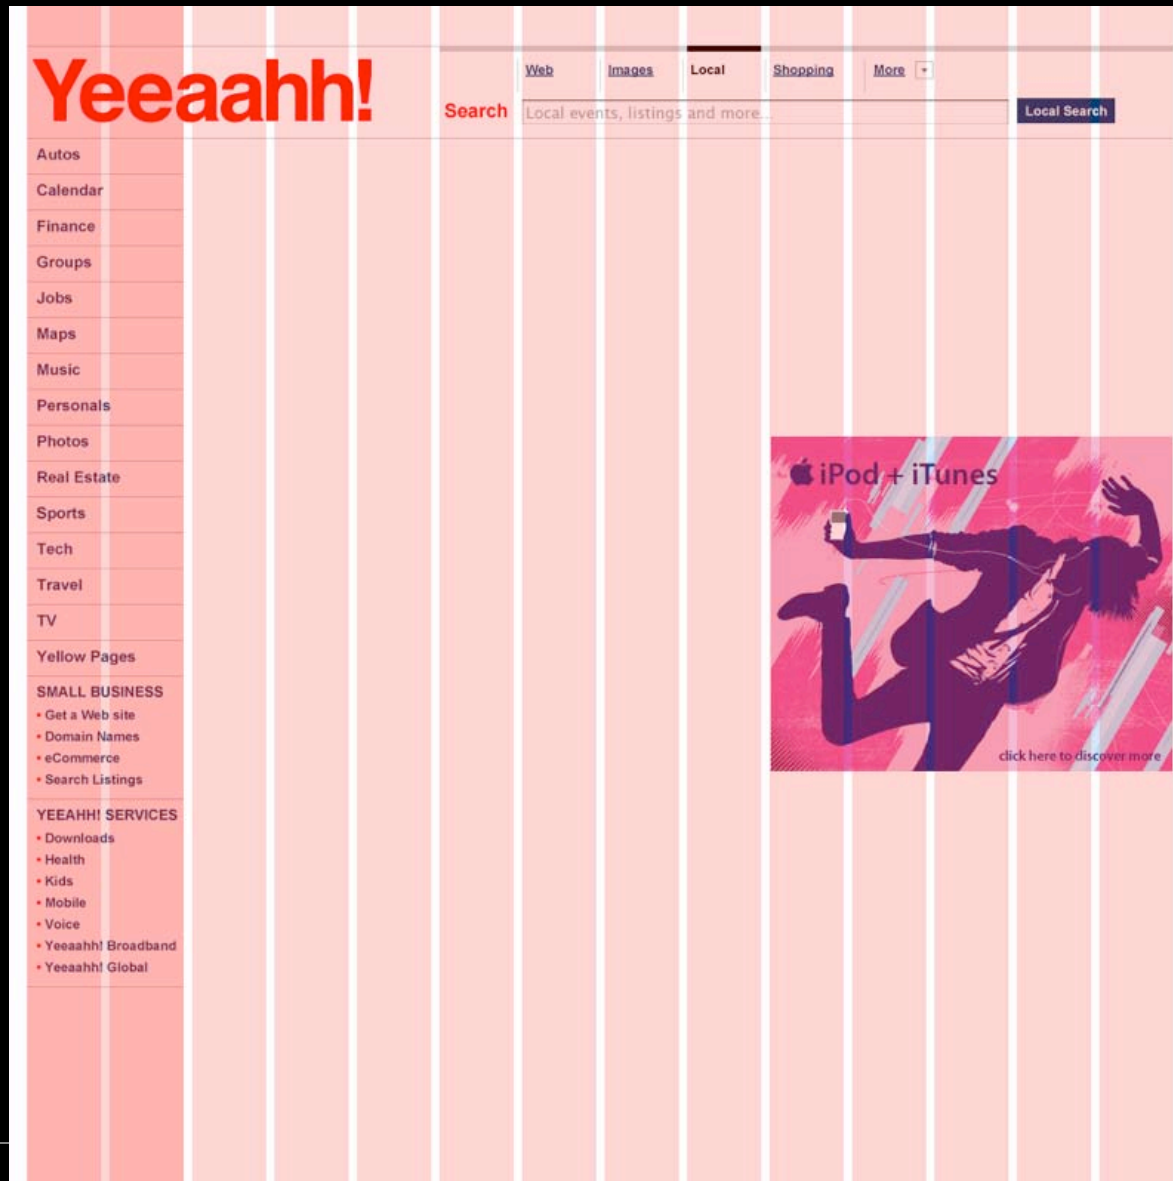 Yeeaahh!
Web Images Local Shopping More
Search Local events, listings and more... Local Search
Autos
Calendar
Finance
Groups
Jobs
Maps
Music
Personals
Photos
Real Estate
Sports
Tech
Travel
TV
Yellow Pages
SMALL BUSINESS
• Get a Web site
• Domain Names
• eCommerce
• Search Listings
YEEAHH! SERVICES
• Downloads
• Health
• Kids
• Mobile
• Voice
• Yeeaahh! Broadband
• Yeeaahh! Global
iPod + iTunes
click here to discover more